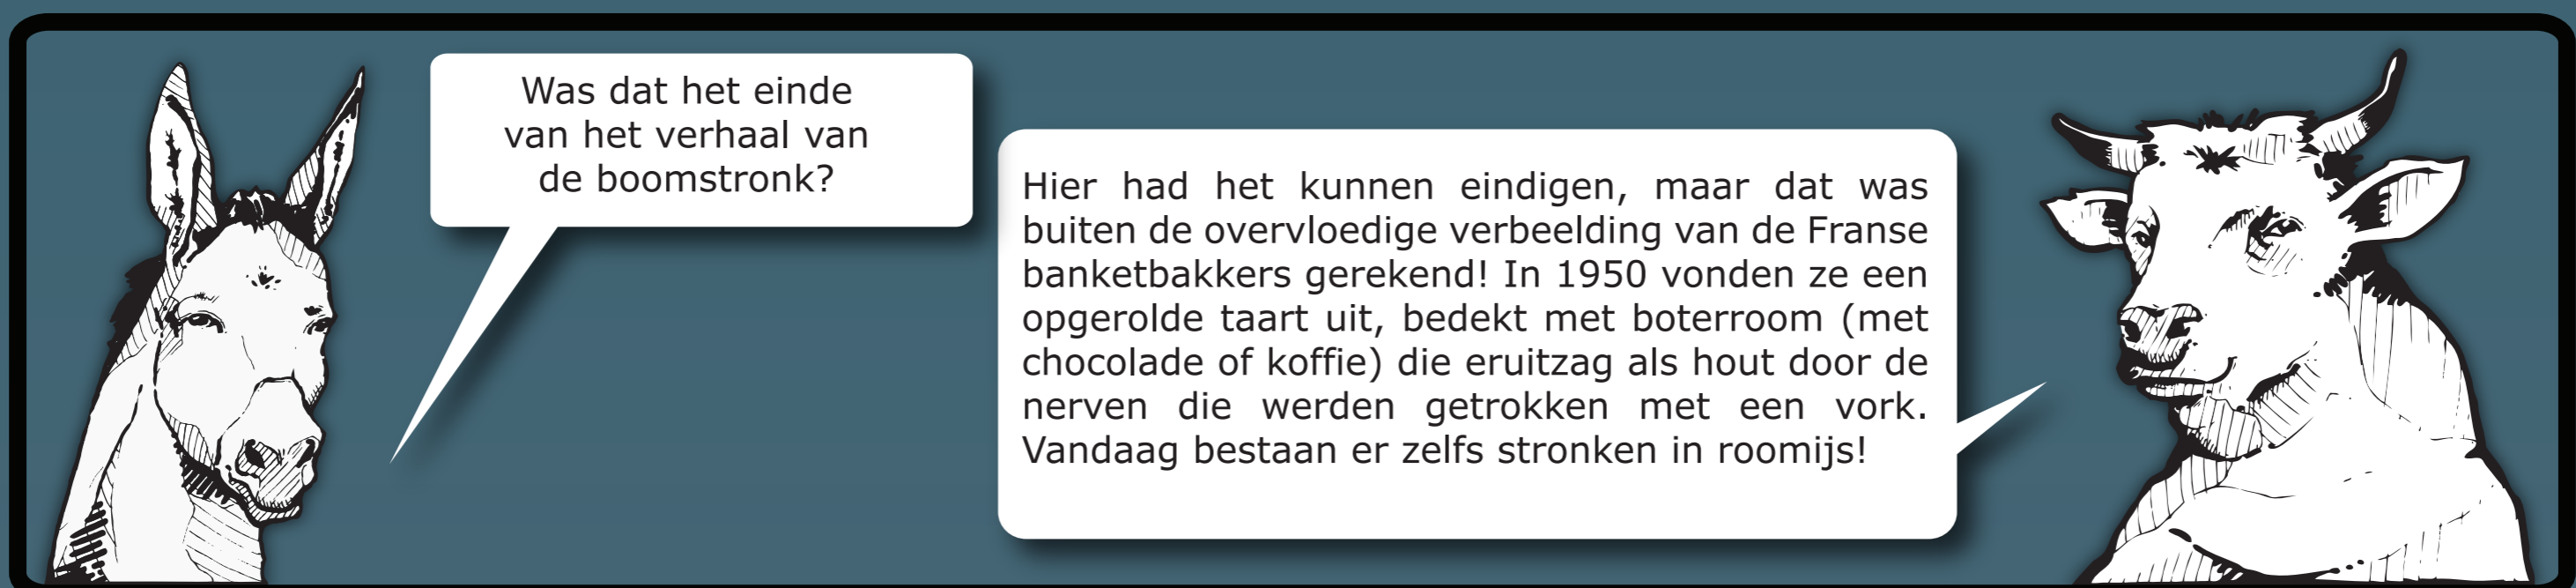 Was dat het einde
van het verhaal van
de boomstronk?
Hier had het kunnen eindigen, maar dat was
buiten de overvloedige verbeelding van de Franse
banketbakkers gerekend! In 1950 vonden ze een
opgerolde taart uit, bedekt met boterroom (met
chocolade of koffie) die eruitzag als hout door de
nerven die werden getrokken met een vork.
Vandaag bestaan er zelfs stronken in roomijs!